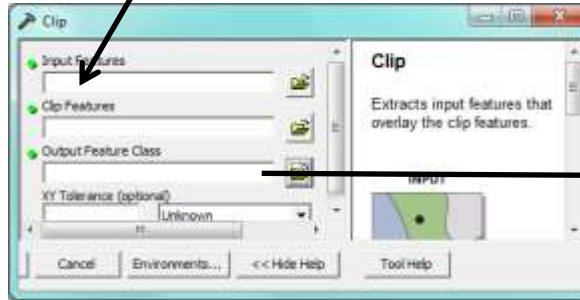 Clip
Input Features
Clip Features
Output Feature Class
XY Tolerance (optional)
Unknown
Clip
Extracts input features that
overlay the clip features.
INPUT
Cancel
Environments...
<< Hide Help
Tool Help